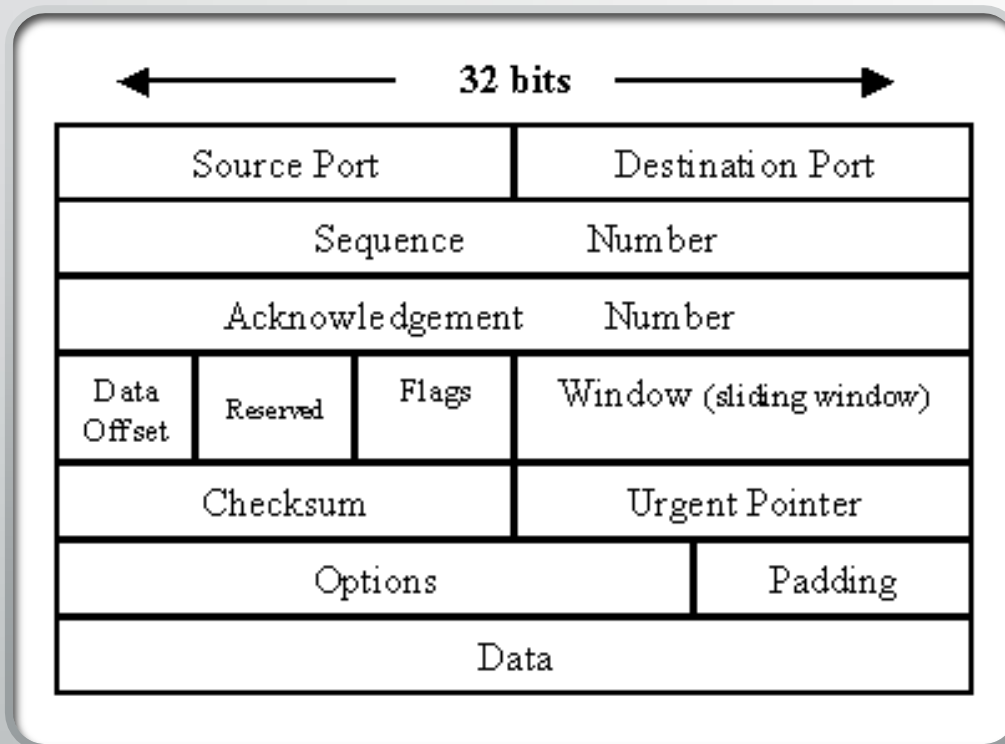 32 bits
Source Port Destination Port
Sequence Number
Acknowledgement Number
Data Offset Reserved Flags Window (sliding window)
Checksum Urgent Pointer
Options Padding
Data